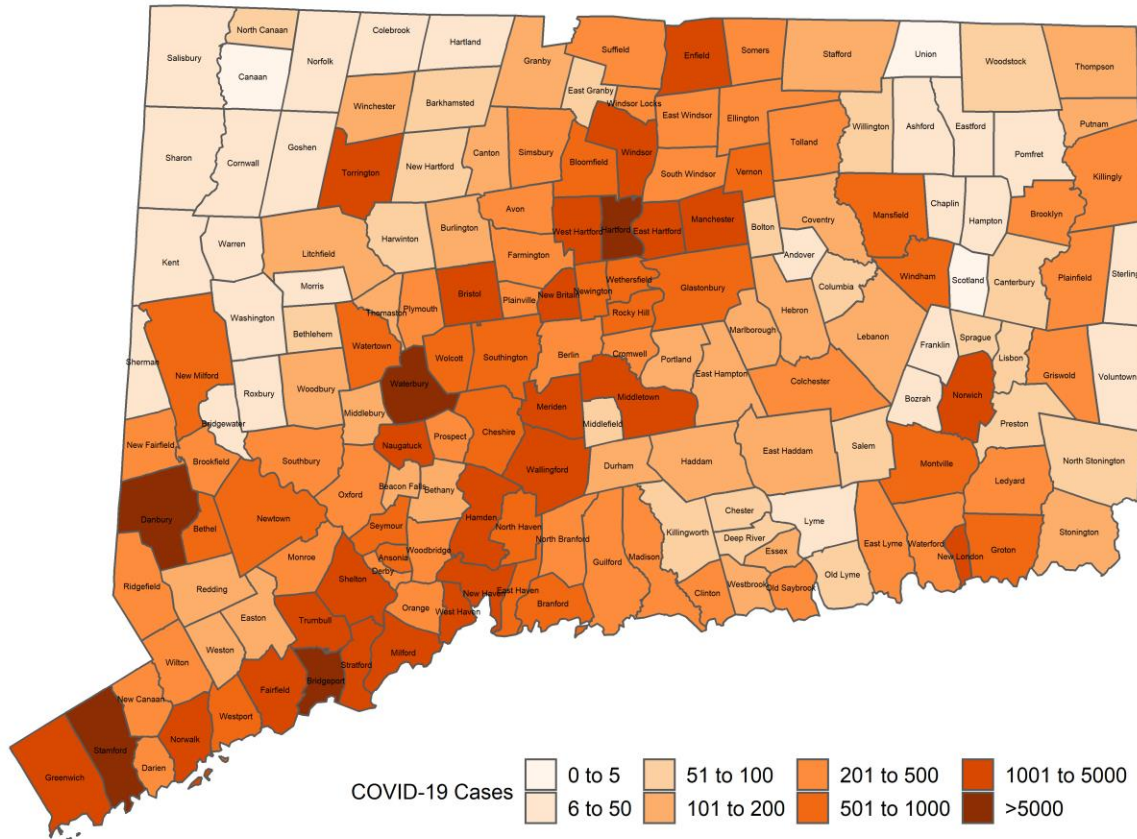 North Canaan
Colebrook
Hartland
Salisbury
Canaan
Norfolk
Granby
Suffield
Enfield
Somers
Stafford
Union
Woodstock
Thompson
Winchester
Barkhamsted
East Granby
Windsor Locks
East Windsor
Ellington
Willington
Ashford
Eastford
Putnam
Sharon
Cornwall
Goshen
Torrington
New Hartford
Canton
Simsbury
Bloomfield
Windsor
South Windsor
Vernon
Tolland
Pomfret
Killingly
Kent
Warren
Litchfield
Harwinton
Burlington
Avon
West Hartford
Hartford
East Hartford
Manchester
Bolton
Coventry
Mansfield
Chaplin
Hampton
Brooklyn
Andover
Farmington
Morris
Washington
Bethlehem
Thomaston
Plymouth
Bristol
Plainville
New Britain
Newington
Wethersfield
Rocky Hill
Glastonbury
Hebron
Columbia
Windham
Scotland
Canterbury
Plainfield
Sterling
Sherman
New Milford
Roxbury
Woodbury
Watertown
Wolcott
Southington
Berlin
Cromwell
Portland
Marlborough
East Hampton
Colchester
Lebanon
Franklin
Sprague
Lisbon
Griswold
Voluntown
Bridgewater
Waterbury
Middlebury
Cheshire
Meriden
Middletown
Middlefield
Bozrah
Norwich
Preston
New Fairfield
Brookfield
Southbury
Naugatuck
Prospect
Wallingford
Durham
Haddam
East Haddam
Salem
Montville
Ledyard
North Stonington
Danbury
Bethel
Newtown
Oxford
Beacon Falls
Bethany
Hamden
North Haven
North Branford
Guilford
Madison
Killingworth
Chester
Deep River
Essex
Lyme
Old Lyme
East Lyme
Waterford
New London
Groton
Stonington
Ridgefield
Redding
Monroe
Seymour
Ansonia
Derby
Woodbridge
Shelton
Orange
New Haven
West Haven
East Haven
Branford
Clinton
Westbrook
Old Saybrook
Easton
Weston
Wilton
Trumbull
Stratford
Milford
Bridgeport
Fairfield
New Canaan
Norwalk
Westport
Darien
Stamford
Greenwich
COVID-19 Cases
0 to 5
6 to 50
51 to 100
101 to 200
201 to 500
501 to 1000
1001 to 5000
>5000